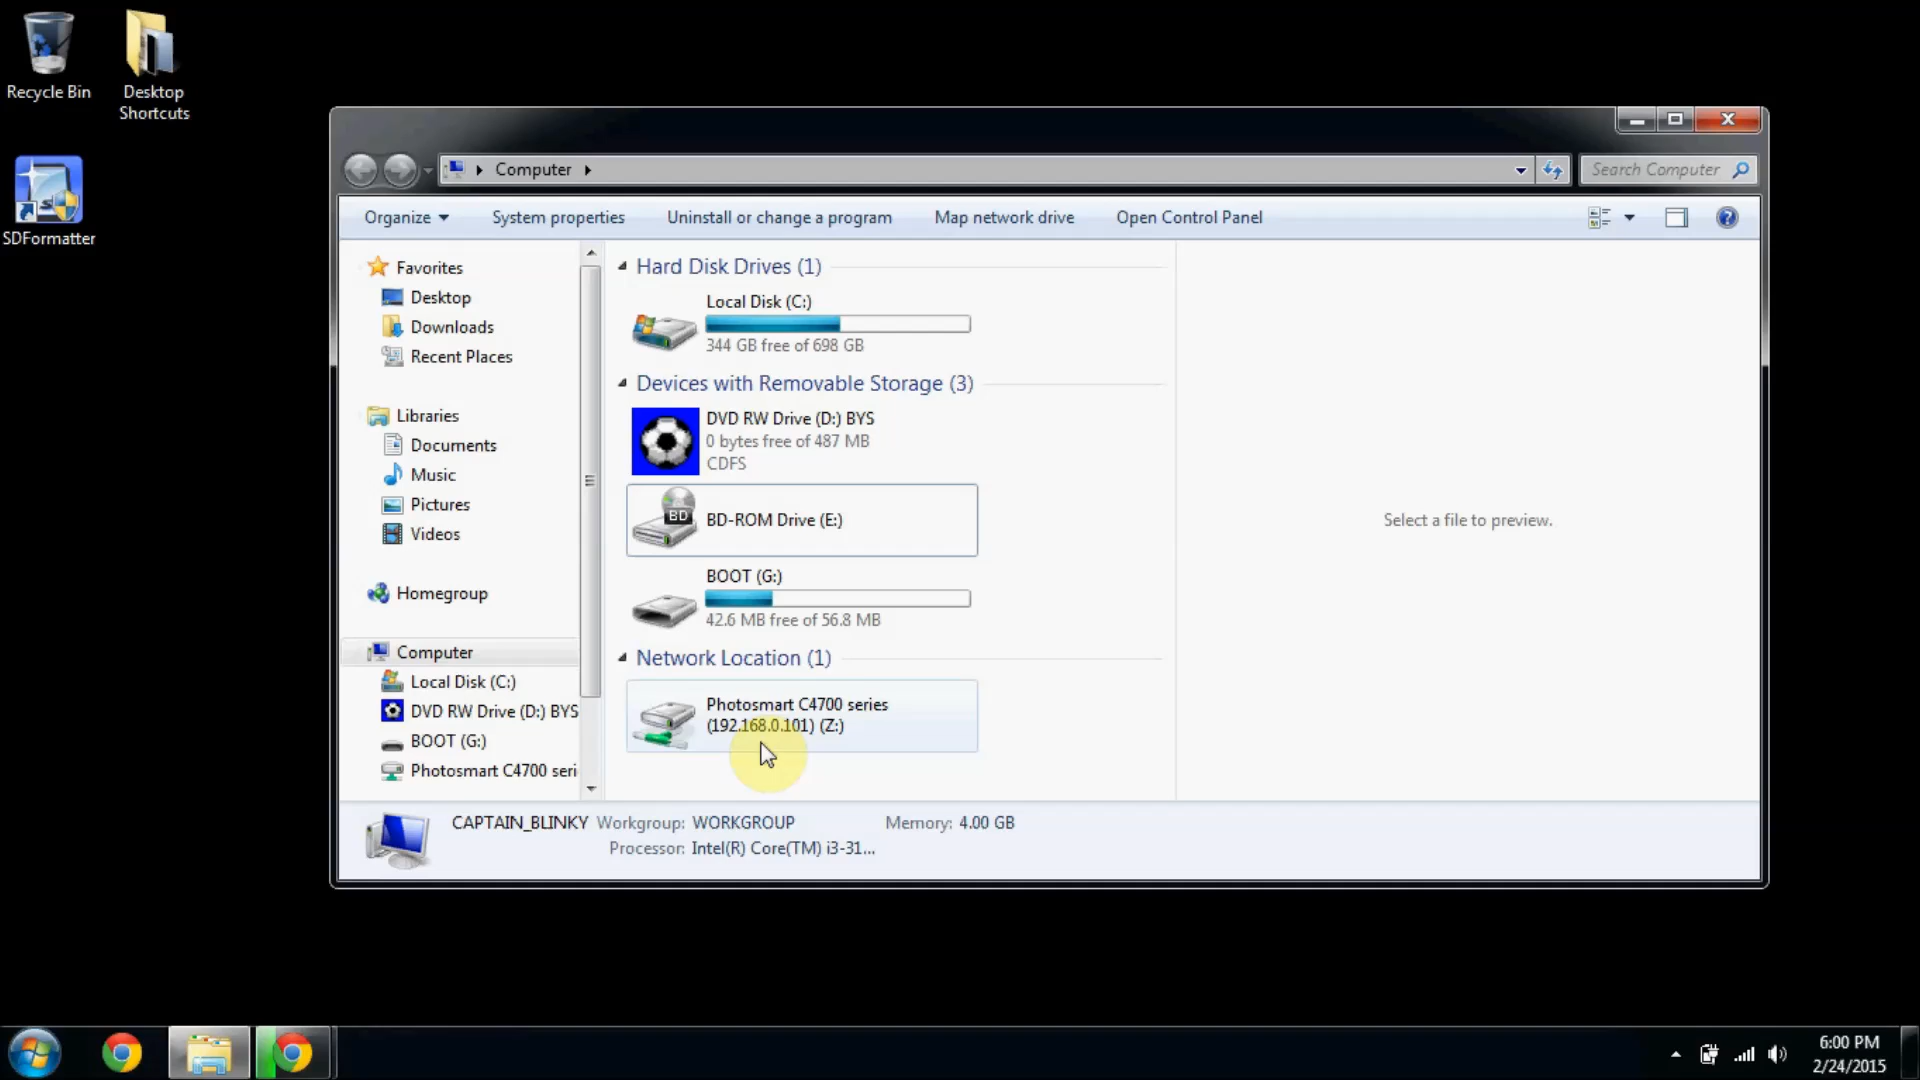 Recycle Bin
Desktop
Shortcuts
SDFormatter
Computer
Search Computer
Organize
System properties
Uninstall or change a program
Map network drive
Open Control Panel
Favorites
Desktop
Downloads
Recent Places
Libraries
Documents
Music
Pictures
Videos
Homegroup
Computer
Local Disk (C:)
DVD RW Drive (D:) BYS
BOOT (G:)
Photosmart C4700 seri
Hard Disk Drives (1)
Local Disk (C:)
344 GB free of 698 GB
Devices with Removable Storage (3)
DVD RW Drive (D:) BYS
0 bytes free of 487 MB
CDFS
BD
BD-ROM Drive (E:)
BOOT (G:)
42.6 MB free of 56.8 MB
Network Location (1)
Photosmart C4700 series
(192.168.0.101) (Z:)
Select a file to preview.
CAPTAIN_BLINKY Workgroup: WORKGROUP Memory: 4.00 GB
Processor: Intel(R) Core(TM) i3-31...
6:00 PM
2/24/2015